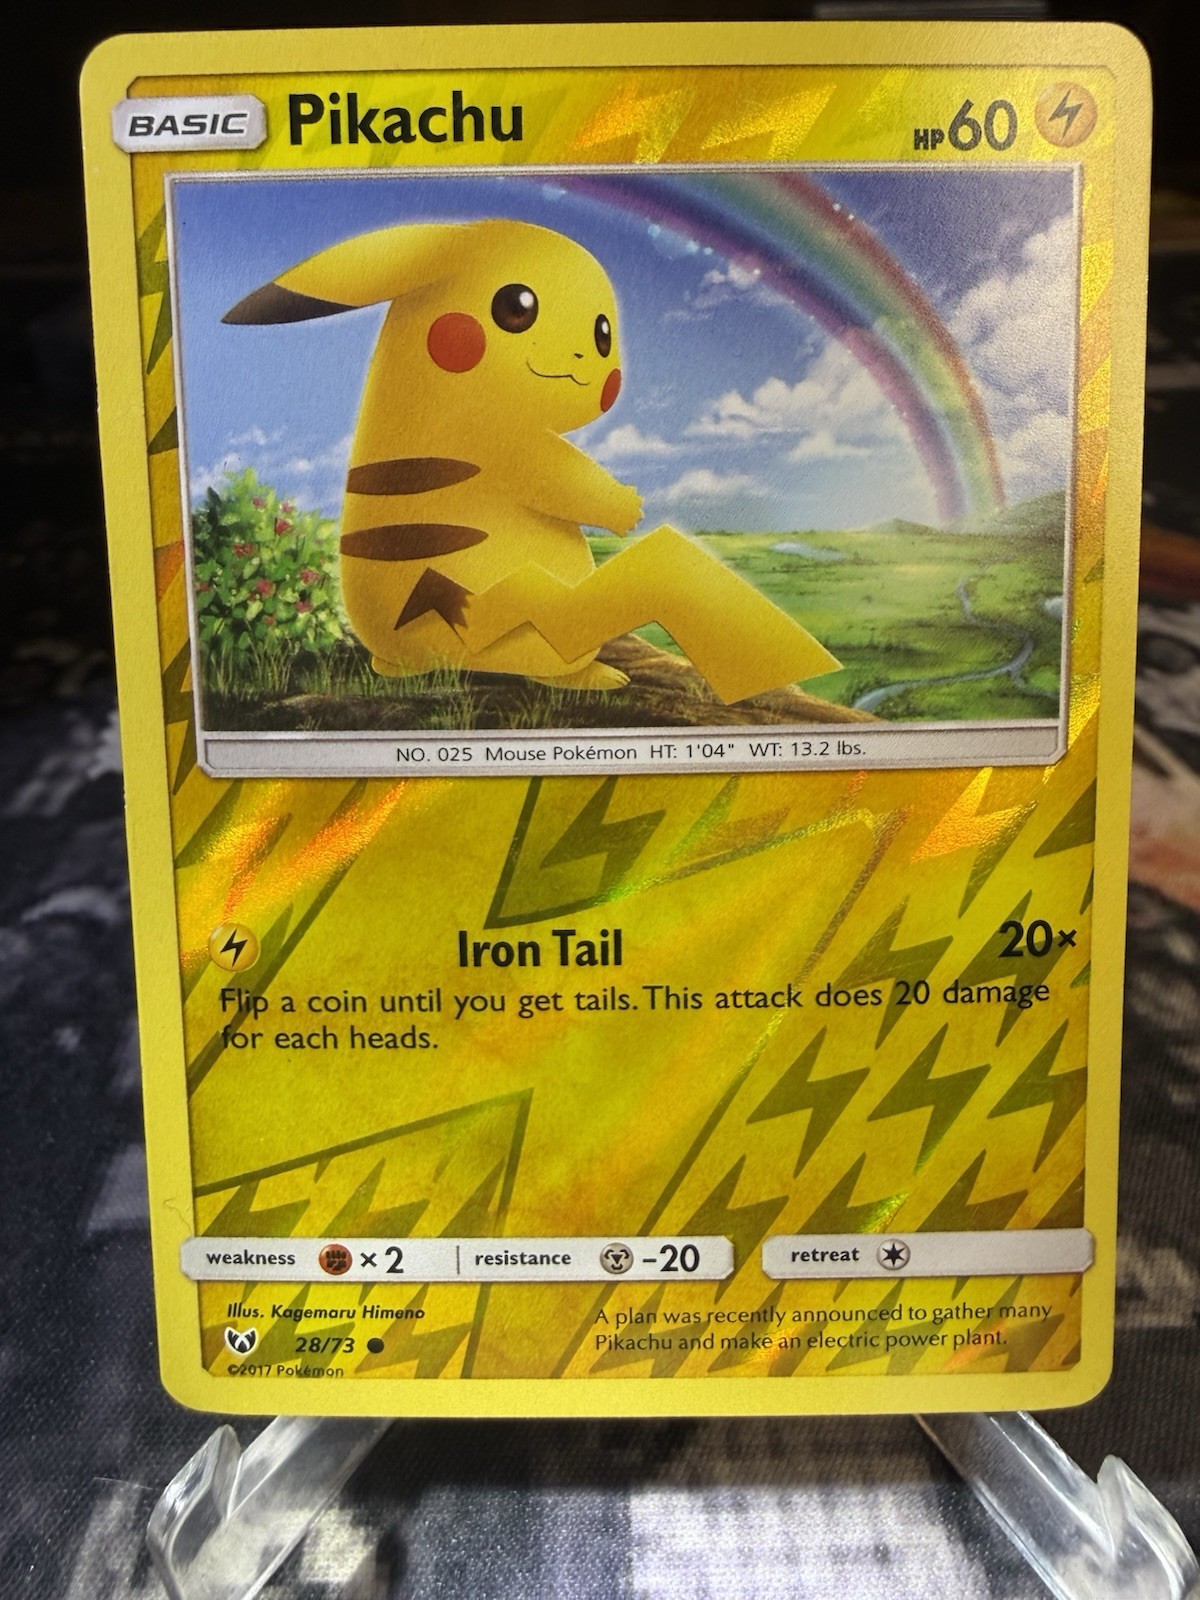 BASIC Pikachu HP 60
NO. 025 Mouse Pokémon HT: 1'04" WT: 13.2 lbs.
Iron Tail 20×
Flip a coin until you get tails. This attack does 20 damage
for each heads.
weakness × 2 resistance -20 retreat
Illus. Kagemaru Himeno
28/73
©2017 Pokémon
A plan was recently announced to gather many
Pikachu and make an electric power plant.